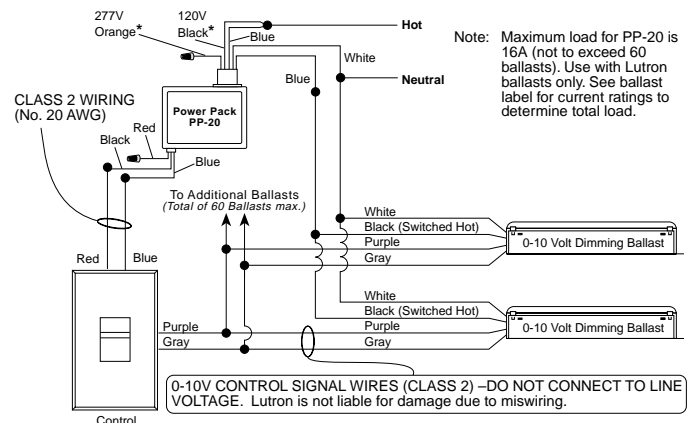 277V
Orange*
120V
Black*
Blue
Hot
White
Blue
Neutral
Note: Maximum load for PP-20 is
16A (not to exceed 60
ballasts). Use with Lutron
ballasts only. See ballast
label for current ratings to
determine total load.
CLASS 2 WIRING
(No. 20 AWG)
Power Pack
PP-20
Red
Black
Blue
To Additional Ballasts
(Total of 60 Ballasts max.)
White
Black (Switched Hot)
Purple
Gray
0-10 Volt Dimming Ballast
Red
Blue
White
Black (Switched Hot)
Purple
Gray
0-10 Volt Dimming Ballast
Purple
Gray
0-10V CONTROL SIGNAL WIRES (CLASS 2) –DO NOT CONNECT TO LINE
VOLTAGE. Lutron is not liable for damage due to miswiring.
Control